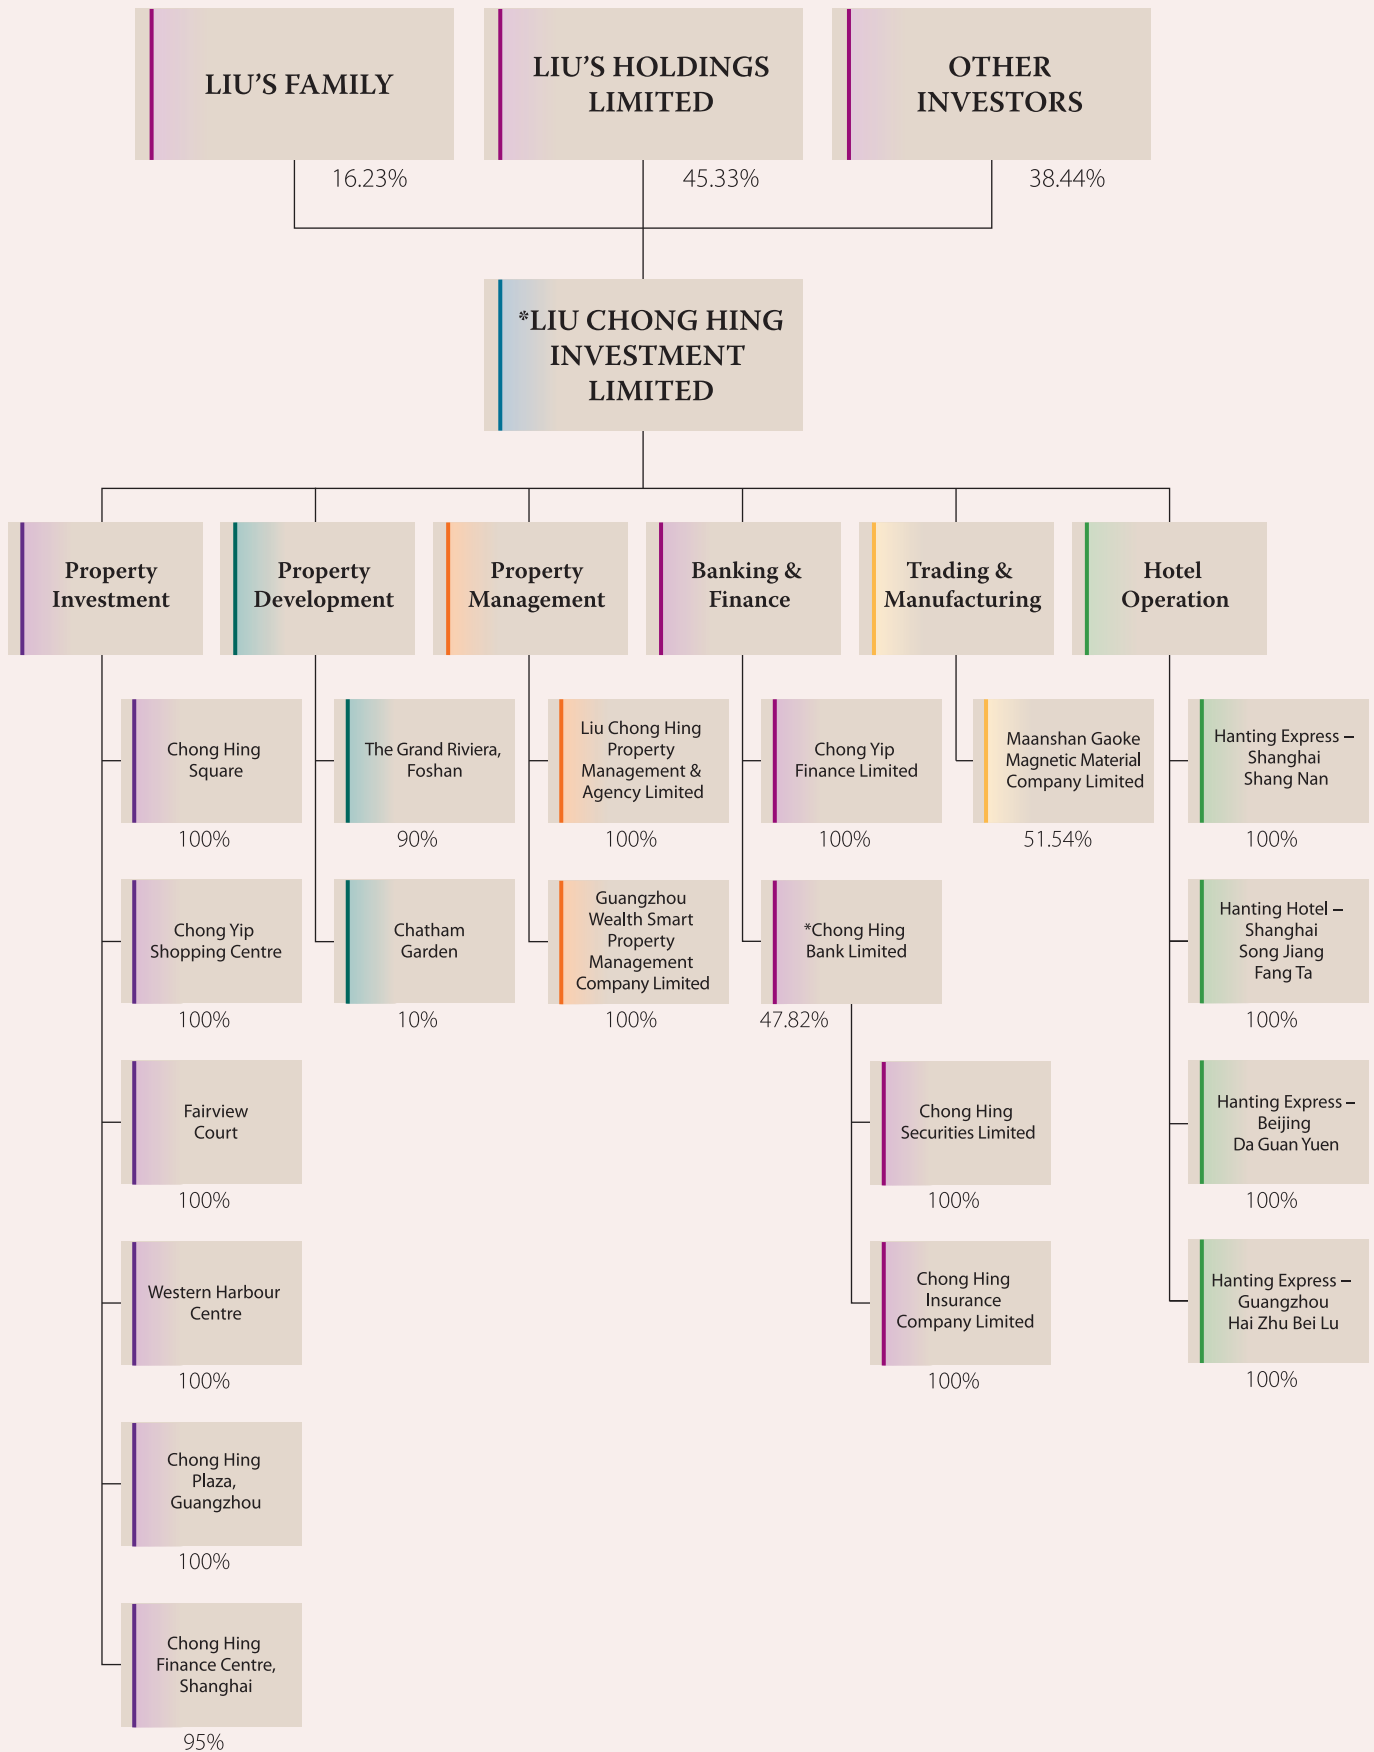 LIU’S FAMILY
16.23%
LIU’S HOLDINGS
LIMITED
45.33%
OTHER
INVESTORS
38.44%
*LIU CHONG HING
INVESTMENT
LIMITED
Property
Investment
Chong Hing
Square
100%
Chong Yip
Shopping Centre
100%
Fairview
Court
100%
Western Harbour
Centre
100%
Chong Hing
Plaza,
Guangzhou
100%
Chong Hing
Finance Centre,
Shanghai
95%
Property
Development
The Grand Riviera,
Foshan
90%
Chatham
Garden
10%
Property
Management
Liu Chong Hing
Property
Management &
Agency Limited
100%
Guangzhou
Wealth Smart
Property
Management
Company Limited
100%
Banking &
Finance
Chong Yip
Finance Limited
100%
*Chong Hing
Bank Limited
47.82%
Chong Hing
Securities Limited
100%
Chong Hing
Insurance
Company Limited
100%
Trading &
Manufacturing
Maanshan Gaoke
Magnetic Material
Company Limited
51.54%
Hotel
Operation
Hanting Express –
Shanghai
Shang Nan
100%
Hanting Hotel –
Shanghai
Song Jiang
Fang Ta
100%
Hanting Express –
Beijing
Da Guan Yuen
100%
Hanting Express –
Guangzhou
Hai Zhu Bei Lu
100%